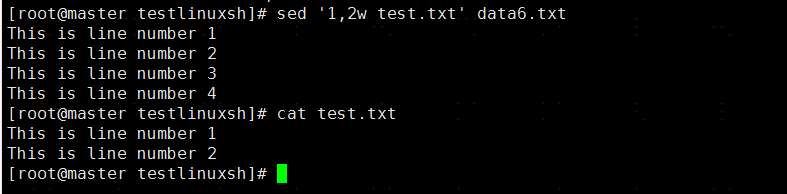 [root@master testlinuxsh]# sed '1,2w test.txt' data6.txt
This is line number 1
This is line number 2
This is line number 3
This is line number 4
[root@master testlinuxsh]# cat test.txt
This is line number 1
This is line number 2
[root@master testlinuxsh]#